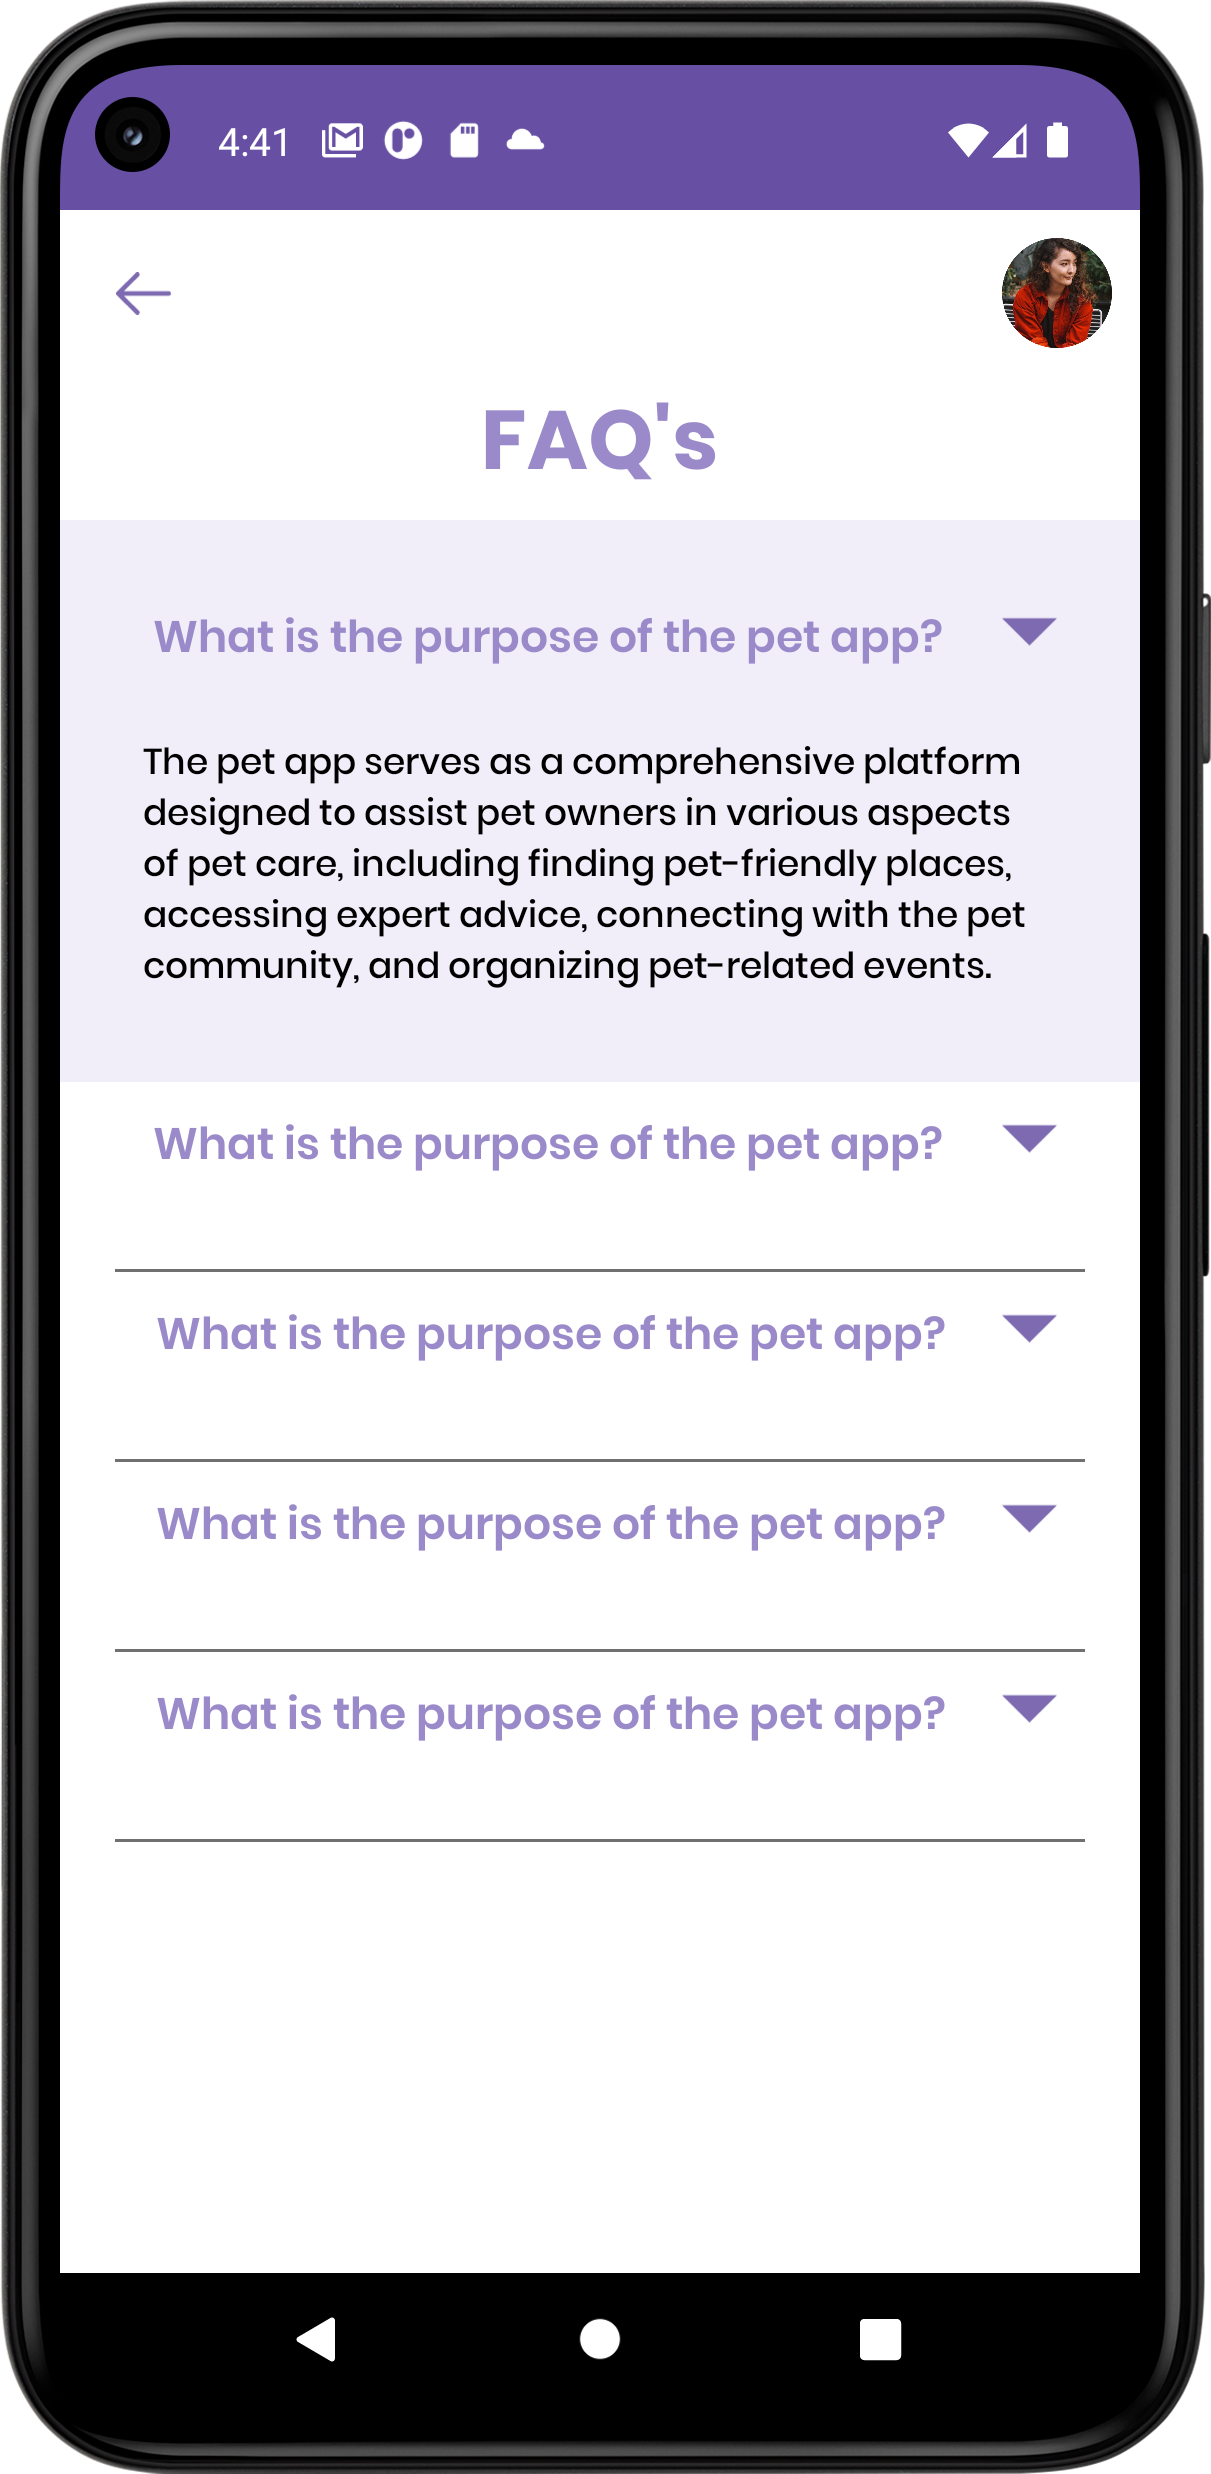 4:41
FAQ's
What is the purpose of the pet app?
The pet app serves as a comprehensive platform
designed to assist pet owners in various aspects
of pet care, including finding pet-friendly places,
accessing expert advice, connecting with the pet
community, and organizing pet-related events.
What is the purpose of the pet app?
What is the purpose of the pet app?
What is the purpose of the pet app?
What is the purpose of the pet app?